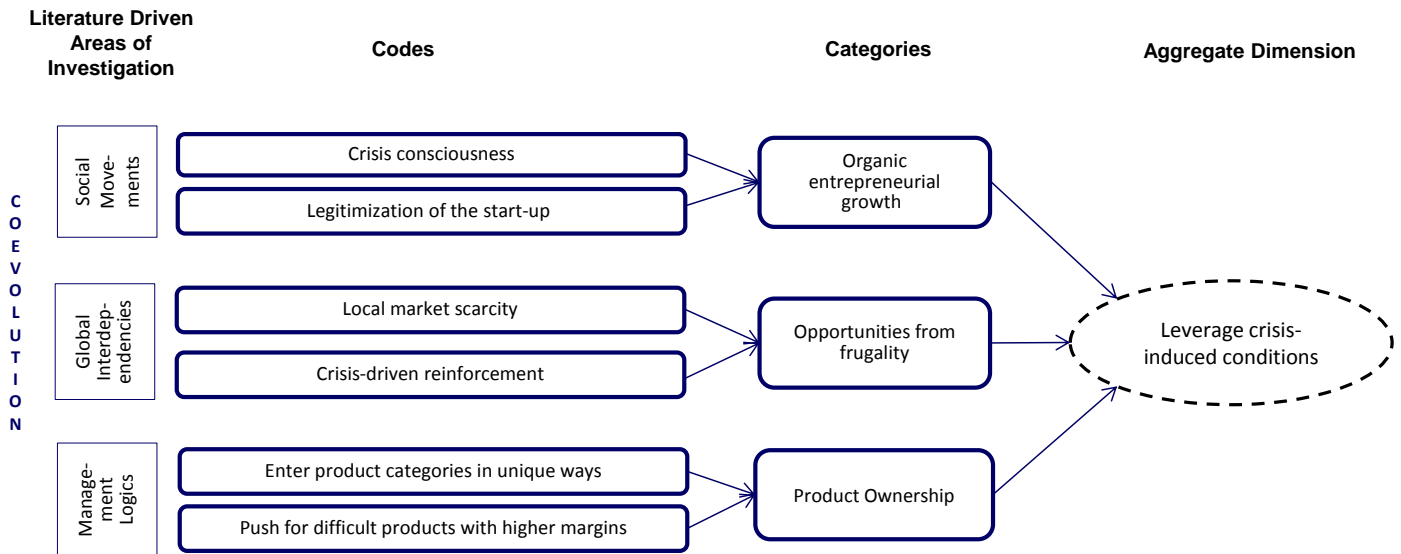 Literature Driven
Areas of
Investigation
Codes
Categories
Aggregate Dimension
COEVOLUTION
Social
Move-
ments
Crisis consciousness
Legitimization of the start-up
Organic
entrepreneurial
growth
Global
Interdep-
endencies
Local market scarcity
Crisis-driven reinforcement
Opportunities from
frugality
Leverage crisis-
induced conditions
Manage-
ment
Logics
Enter product categories in unique ways
Push for difficult products with higher margins
Product Ownership